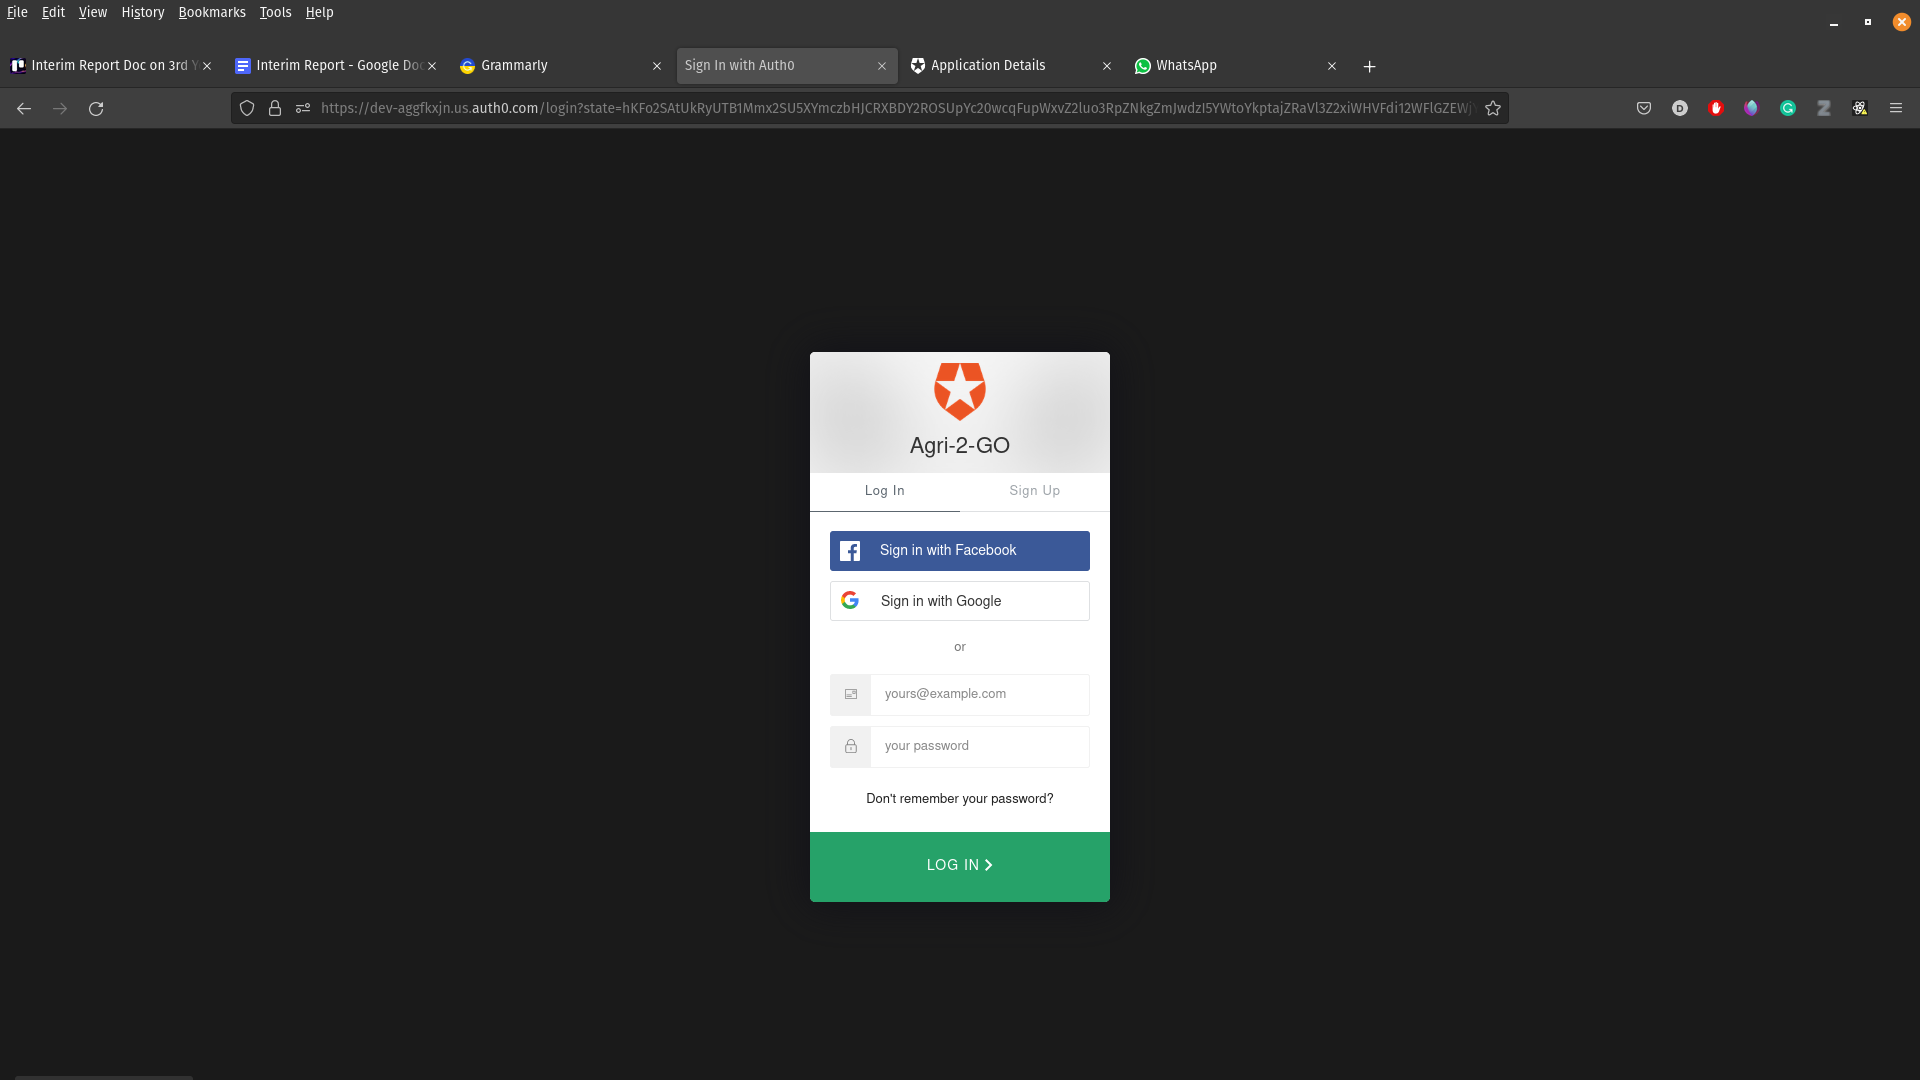 File Edit View History Bookmarks Tools Help
Interim Report Doc on 3rd Y
Interim Report - Google Doc
Grammarly
Sign In with Auth0
Application Details
WhatsApp
https://dev-aggfkxjn.us.auth0.com/login?state=
Agri-2-GO
Log In
Sign Up
Sign in with Facebook
Sign in with Google
or
yours@example.com
your password
Don't remember your password?
LOG IN